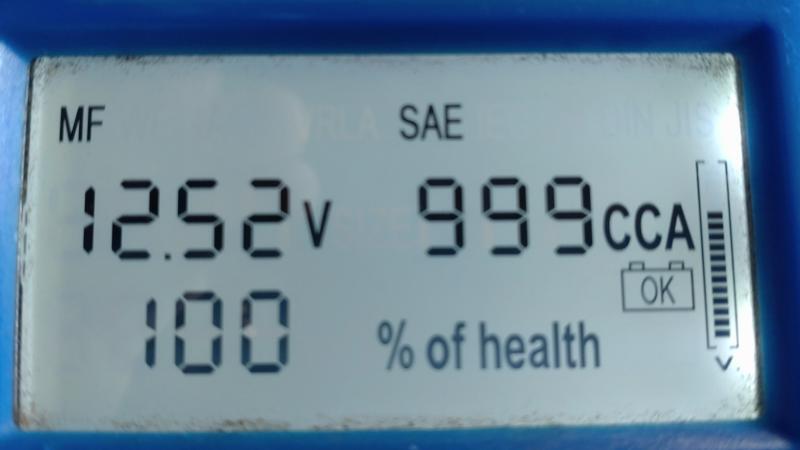 MF SAE
12.52 V 999 CCA
OK
100 % of health